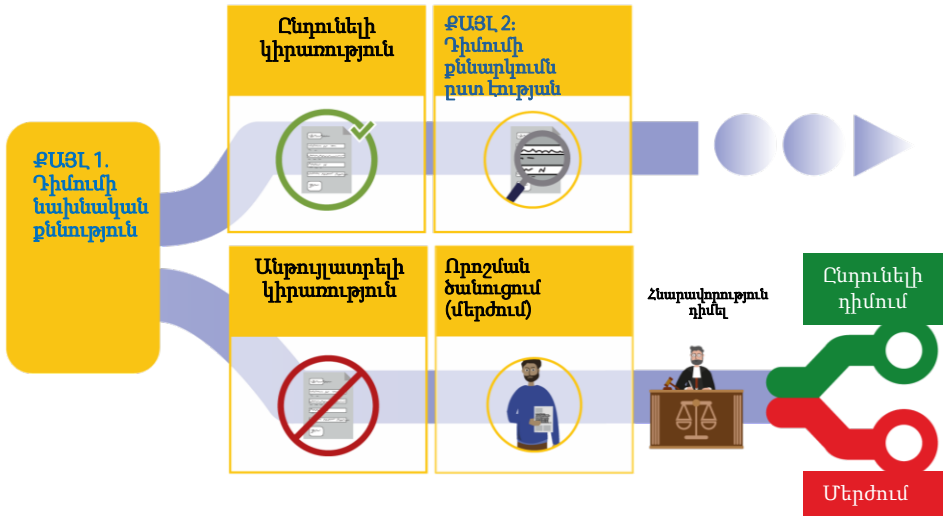 ՔԱՅԼ 1.
Դիմումի
նախնական
քննություն
Ընդունելի
կիրառություն
ՔԱՅԼ 2:
Դիմումի
քննարկումն
ըստ էության
Անթույլատրելի
կիրառություն
Որոշման
ծանուցում
(մերժում)
Հնարավորություն
դիմել
Ընդունելի
դիմում
Մերժում